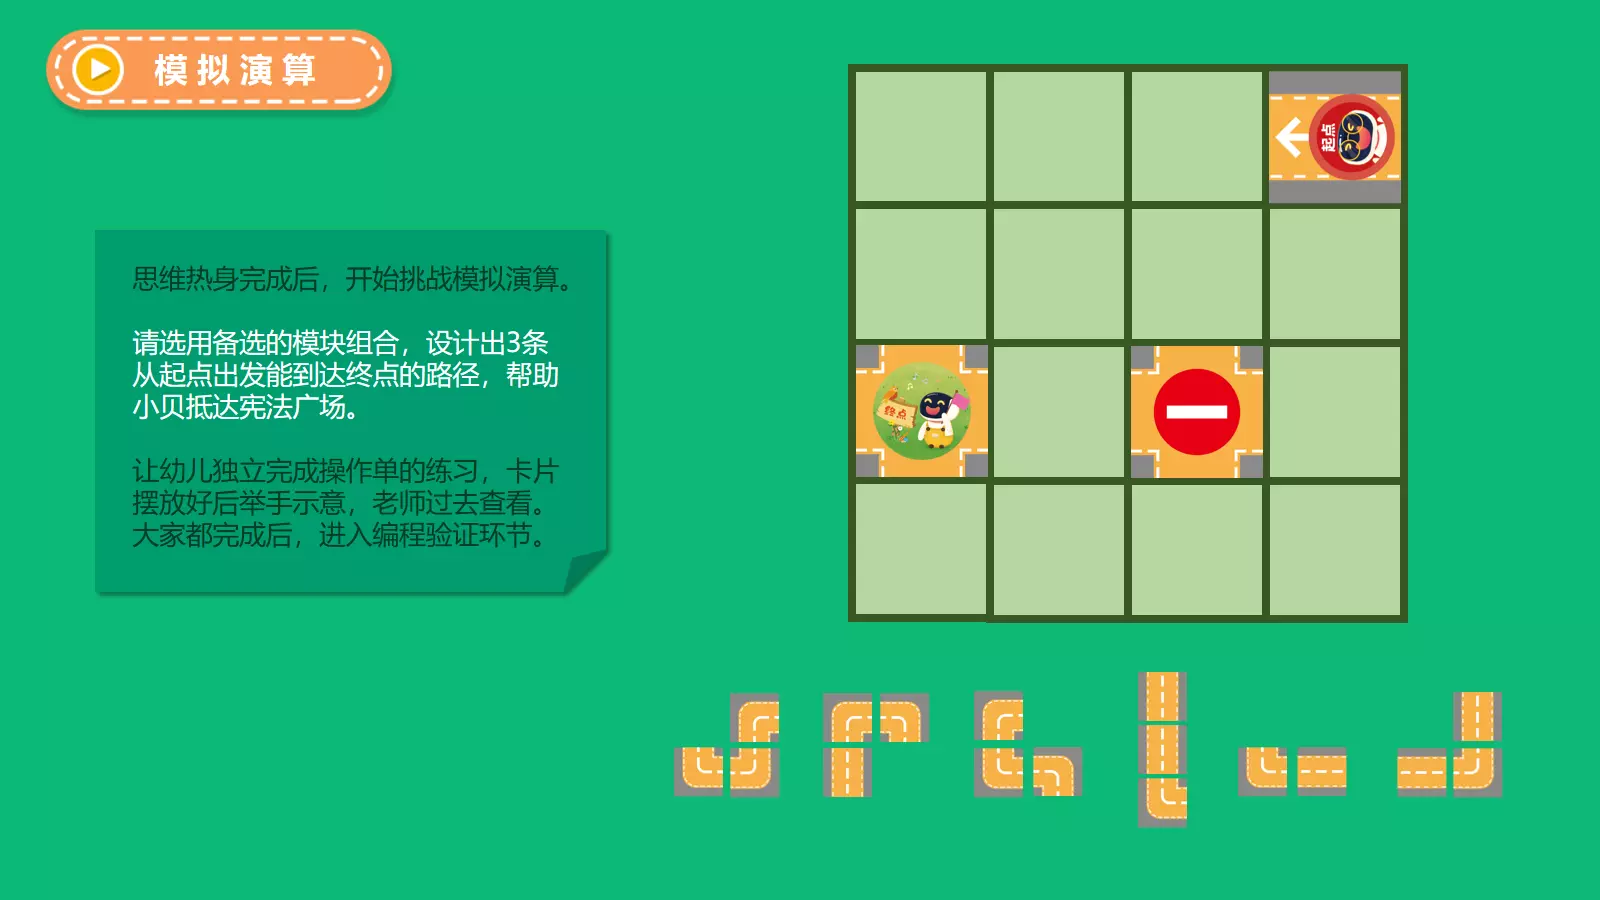 模拟演算
思维热身完成后，开始挑战模拟演算。
请选用备选的模块组合，设计出3条
从起点出发能到达终点的路径，帮助
小贝抵达宪法广场。
让幼儿独立完成操作单的练习，卡片
摆放好后举手示意，老师过去查看。
大家都完成后，进入编程验证环节。
起点
终点